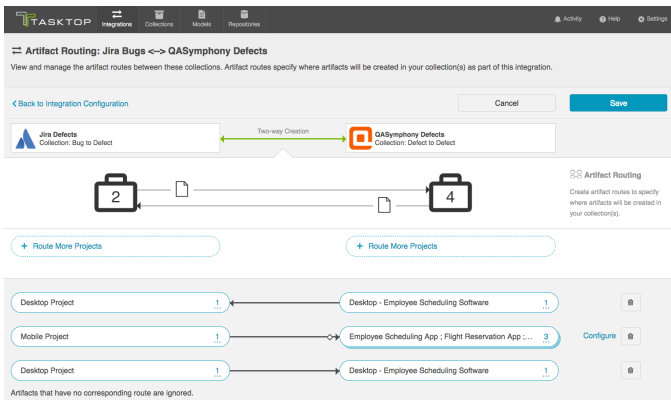 TASKTOP
Integrations
Collections
Models
Repositories
Activity
Help
Settings
Artifact Routing: Jira Bugs <--> QASymphony Defects
View and manage the artifact routes between these collections. Artifact routes specify where artifacts will be created in your collection(s) as part of this integration.
Back to Integration Configuration
Cancel
Save
Jira Defects
Collection: Bug to Defect
Two-way Creation
QASymphony Defects
Collection: Defect to Defect
2
4
Artifact Routing
Create artifact routes to specify
where artifacts will be created in
your collection(s).
+ Route More Projects
+ Route More Projects
Desktop Project 1
Desktop - Employee Scheduling Software 1
Mobile Project 1
Employee Scheduling App ; Flight Reservation App ;... 3
Configure
Desktop Project 1
Desktop - Employee Scheduling Software 1
Artifacts that have no corresponding route are ignored.